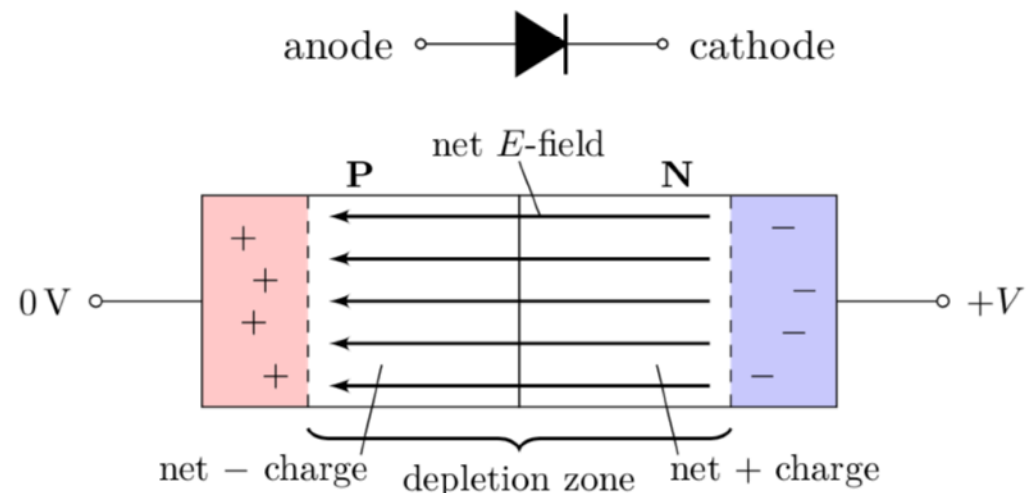 anode
cathode
net E-field
P
N
+
+
+
+
−
−
−
−
0 V
+V
net − charge
depletion zone
net + charge